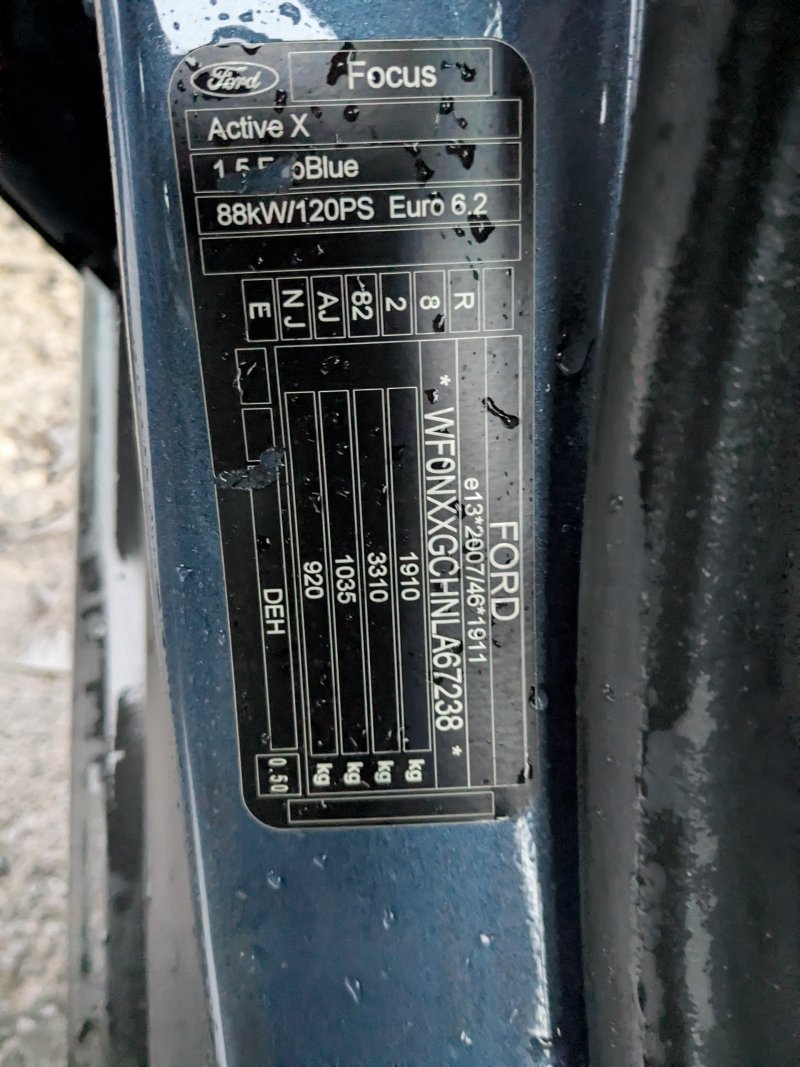 Ford
Focus
Active X
1.5 EcoBlue
88kW/120PS Euro 6.2
E NJ AJ 82 2 8 R
FORD
e13*2007/46*1911
* WF0NXXGCHNLA67238 *
1910 kg
3310 kg
1035 kg
920 kg
DEH 0.50